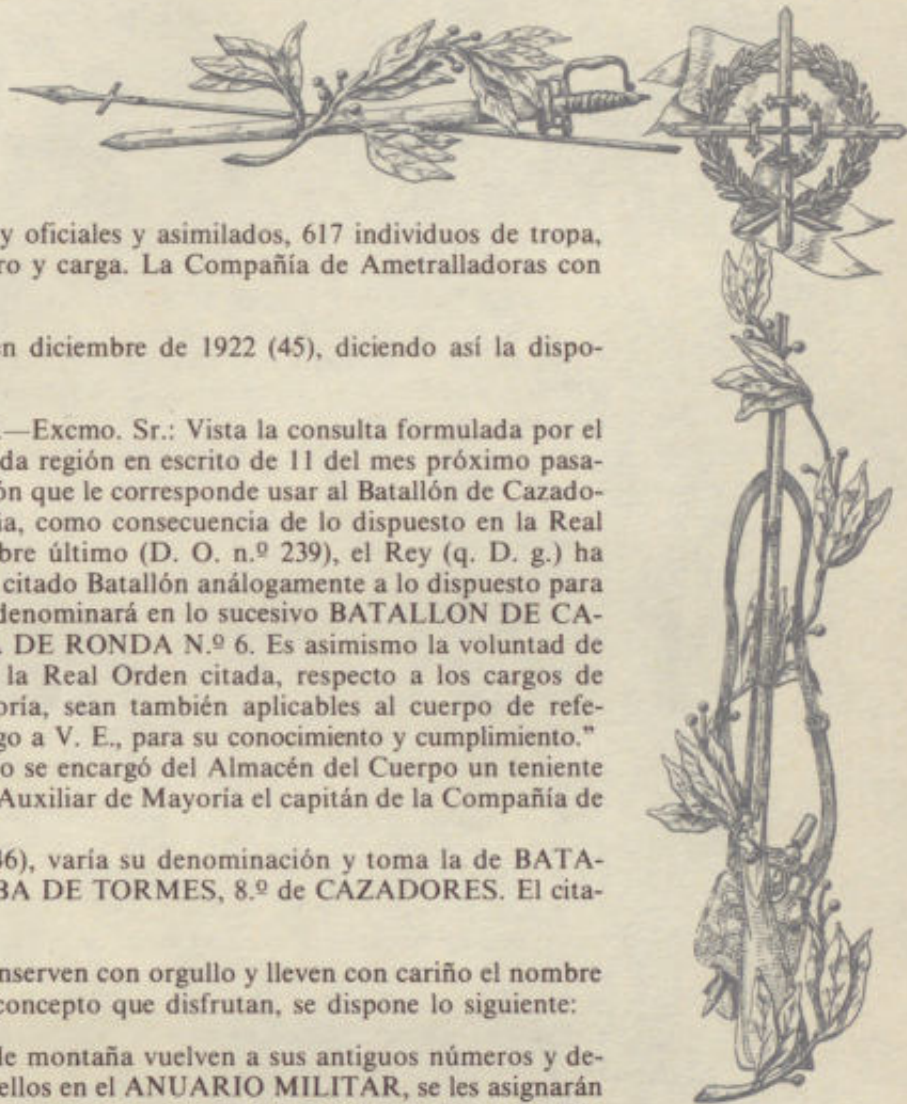 y oficiales y asimilados, 617 individuos de tropa,
ro y carga. La Compañía de Ametralladoras con
en diciembre de 1922 (45), diciendo así la dispo-
.—Excmo. Sr.: Vista la consulta formulada por el
da región en escrito de 11 del mes próximo pasa-
ón que le corresponde usar al Batallón de Cazado-
ia, como consecuencia de lo dispuesto en la Real
bre último (D. O. n.º 239), el Rey (q. D. g.) ha
citado Batallón análogamente a lo dispuesto para
denominará en lo sucesivo BATALLON DE CA-
A DE RONDA N.º 6. Es asimismo la voluntad de
la Real Orden citada, respecto a los cargos de
oría, sean también aplicables al cuerpo de refe-
go a V. E., para su conocimiento y cumplimiento."
o se encargó del Almacén del Cuerpo un teniente
Auxiliar de Mayoría el capitán de la Compañía de
46), varía su denominación y toma la de BATA-
BA DE TORMES, 8.º de CAZADORES. El cita-
nserven con orgullo y lleven con cariño el nombre
concepto que disfrutan, se dispone lo siguiente:
de montaña vuelven a sus antiguos números y de-
ellos en el ANUARIO MILITAR, se les asignarán